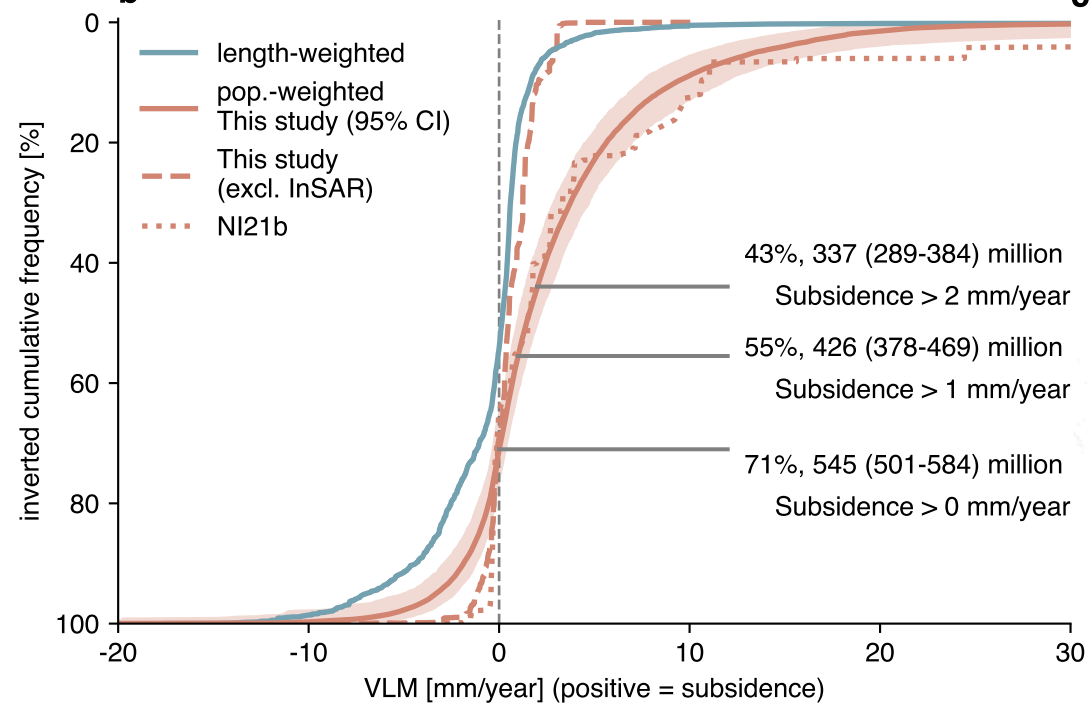 0
20
40
60
80
100
inverted cumulative frequency [%]
length-weighted
pop.-weighted
This study (95% CI)
This study
(excl. InSAR)
NI21b
43%, 337 (289-384) million
Subsidence > 2 mm/year
55%, 426 (378-469) million
Subsidence > 1 mm/year
71%, 545 (501-584) million
Subsidence > 0 mm/year
-20
-10
0
10
20
30
VLM [mm/year] (positive = subsidence)